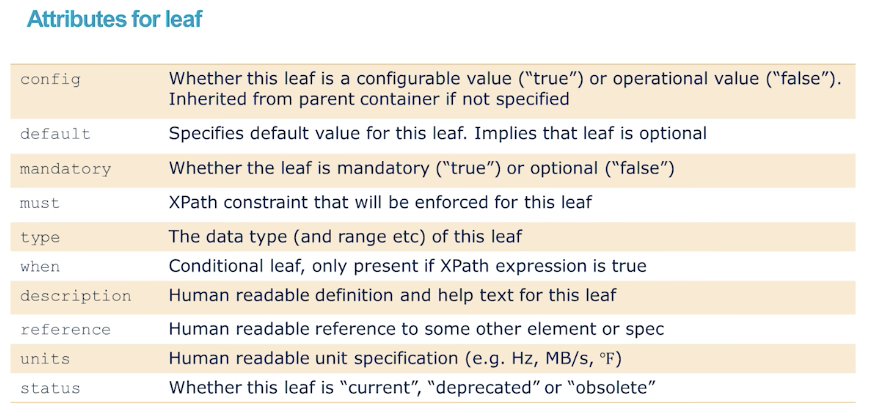 Attributes for leaf
config Whether this leaf is a configurable value (“true”) or operational value (“false”).
Inherited from parent container if not specified
default Specifies default value for this leaf. Implies that leaf is optional
mandatory Whether the leaf is mandatory (“true”) or optional (“false”)
must XPath constraint that will be enforced for this leaf
type The data type (and range etc) of this leaf
when Conditional leaf, only present if XPath expression is true
description Human readable definition and help text for this leaf
reference Human readable reference to some other element or spec
units Human readable unit specification (e.g. Hz, MB/s, ℉)
status Whether this leaf is “current”, “deprecated” or “obsolete”